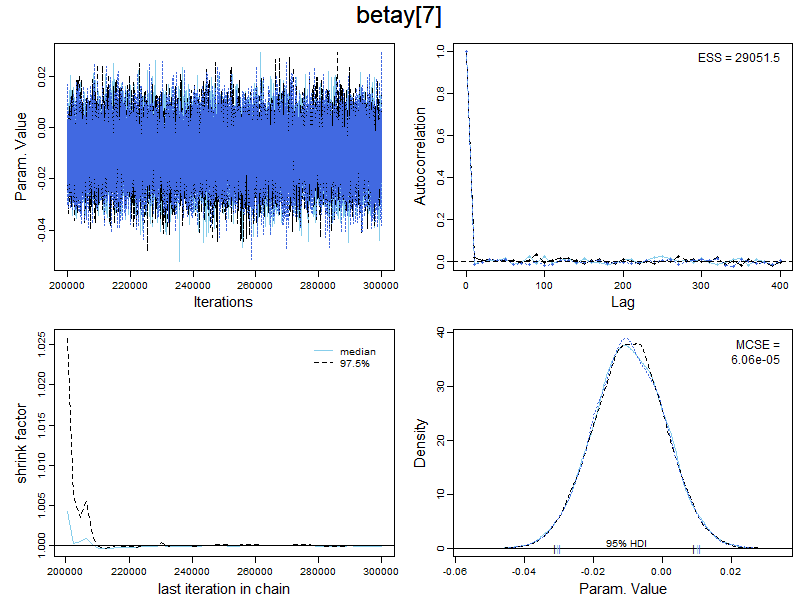 betay[7]
Param. Value
0.02
0.00
-0.02
-0.04
200000 220000 240000 260000 280000 300000
Iterations
Autocorrelation
1.0
0.8
0.6
0.4
0.2
0.0
ESS = 29051.5
0 100 200 300 400
Lag
shrink factor
1.025
1.020
1.015
1.010
1.005
1.000
median
97.5%
200000 220000 240000 260000 280000 300000
last iteration in chain
Density
40
30
20
10
0
MCSE =
6.06e-05
95% HDI
-0.06 -0.04 -0.02 0.00 0.02
Param. Value